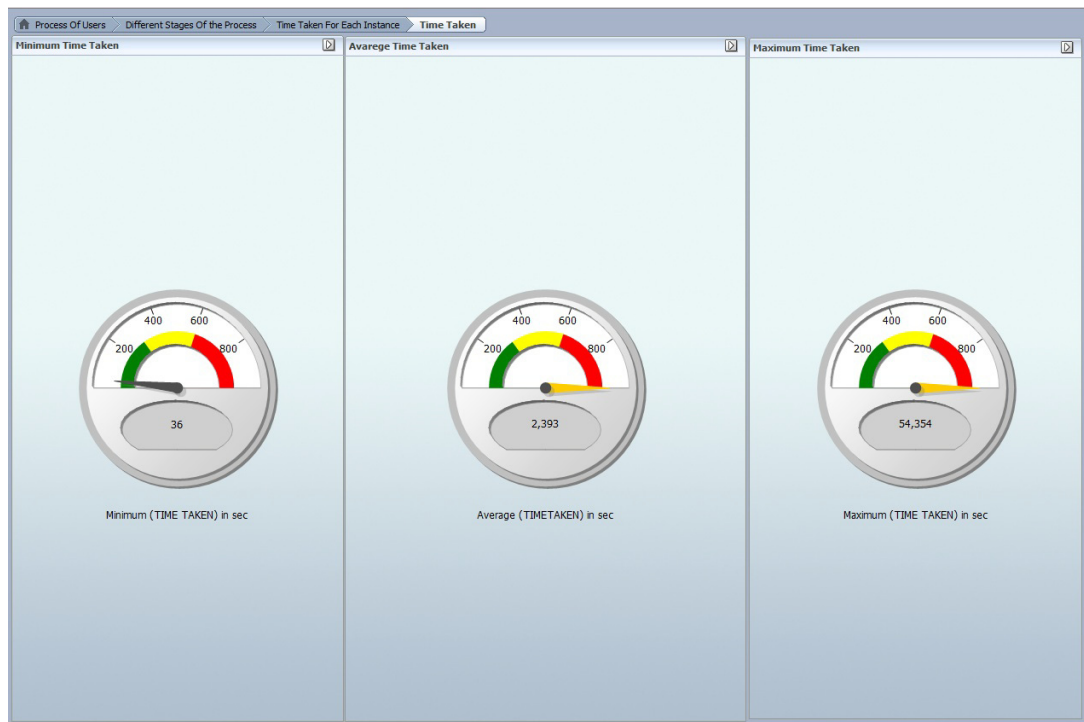 Process Of Users
Different Stages Of the Process
Time Taken For Each Instance
Time Taken
Minimum Time Taken
Avarege Time Taken
Maximum Time Taken
400 600
200 800
36
Minimum (TIME TAKEN) in sec
400 600
200 800
2,393
Average (TIMETAKEN) in sec
400 600
200 800
54,354
Maximum (TIME TAKEN) in sec